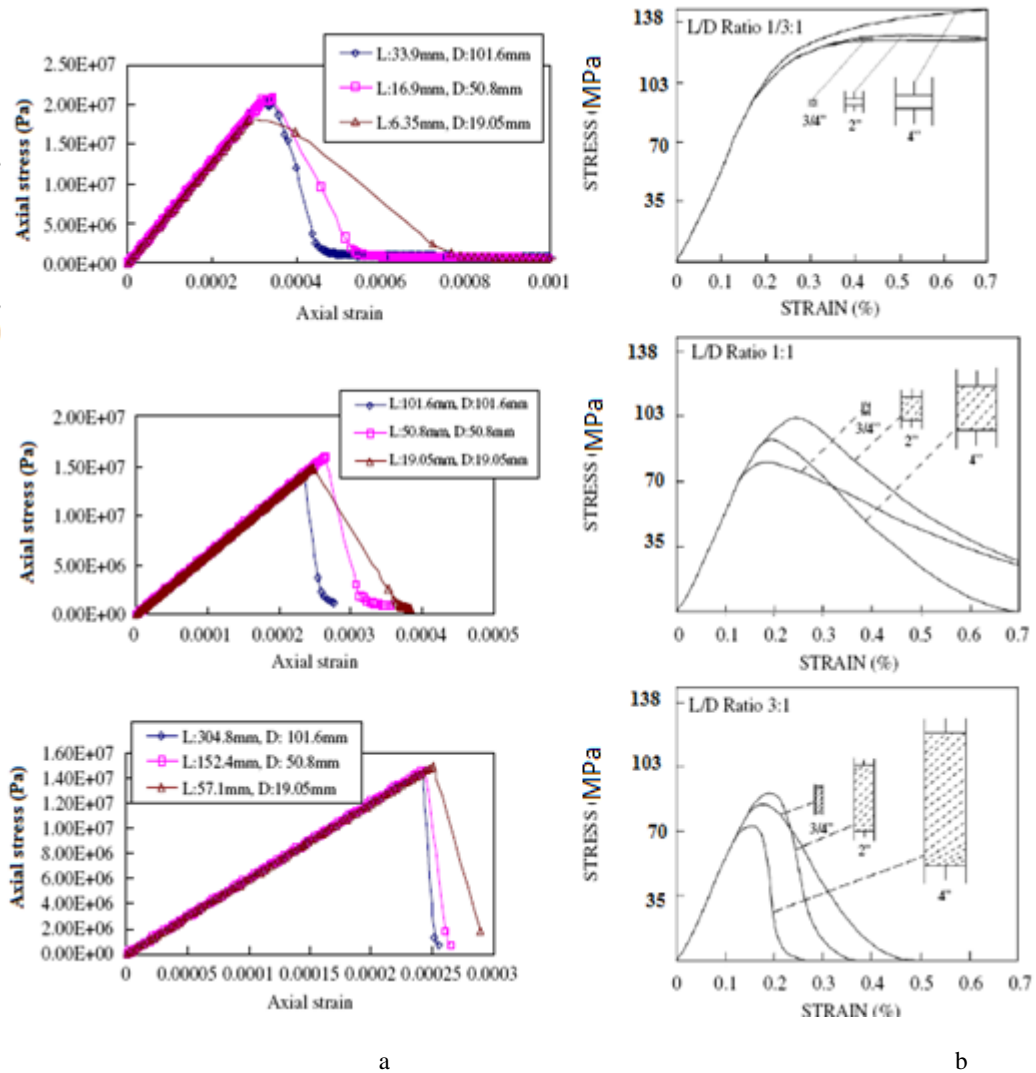 2.50E+07
2.00E+07
1.50E+07
1.00E+07
5.00E+06
0.00E+00
Axial stress (Pa)
L:33.9mm, D:101.6mm
L:16.9mm, D:50.8mm
L:6.35mm, D:19.05mm
0 0.0002 0.0004 0.0006 0.0008 0.001
Axial strain
138
103
70
35
STRESS (MPa
L/D Ratio 1/3:1
3/4" 2" 4"
0 0.1 0.2 0.3 0.4 0.5 0.6 0.7
STRAIN (%)
2.00E+07
1.50E+07
1.00E+07
5.00E+06
0.00E+00
Axial stress (Pa)
L:101.6mm, D:101.6mm
L:50.8mm, D:50.8mm
L:19.05mm, D:19.05mm
0 0.0001 0.0002 0.0003 0.0004 0.0005
Axial strain
138
103
70
35
STRESS (MPa
L/D Ratio 1:1
3/4" 2" 4"
0 0.1 0.2 0.3 0.4 0.5 0.6 0.7
STRAIN (%)
1.60E+07
1.40E+07
1.20E+07
1.00E+07
8.00E+06
6.00E+06
4.00E+06
2.00E+06
0.00E+00
Axial stress (Pa)
L:304.8mm, D: 101.6mm
L:152.4mm, D: 50.8mm
L:57.1mm, D:19.05mm
0 0.00005 0.0001 0.00015 0.0002 0.00025 0.0003
Axial strain
138
103
70
35
STRESS (MPa
L/D Ratio 3:1
3/4" 2" 4"
0 0.1 0.2 0.3 0.4 0.5 0.6 0.7
STRAIN (%)
a b